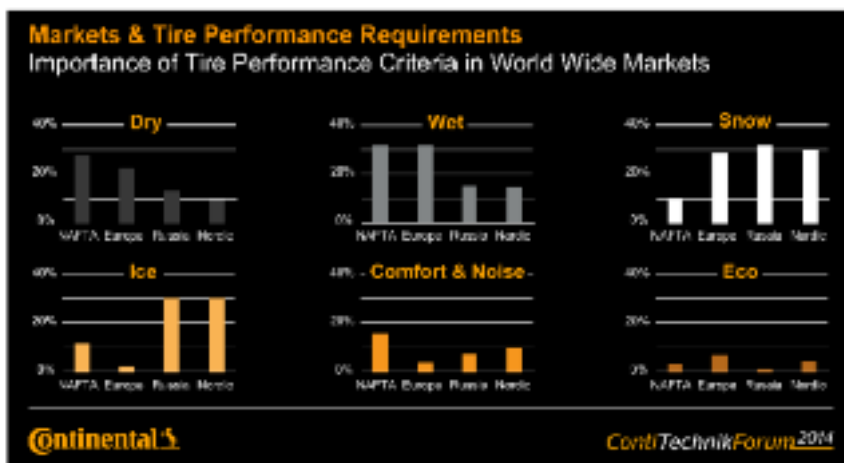 Markets & Tire Performance Requirements
Importance of Tire Performance Criteria in World Wide Markets
40% Dry 40% Wet 40% Snow
20% 20% 20%
0% 0% 0%
NAFTA Europe Russia Nordic NAFTA Europe Russia Nordic NAFTA Europe Russia Nordic
40% Ice 40% Comfort & Noise 40% Eco
20% 20% 20%
0% 0% 0%
NAFTA Europe Russia Nordic NAFTA Europe Russia Nordic NAFTA Europe Russia Nordic
Continental ContiTechnikForum 2014